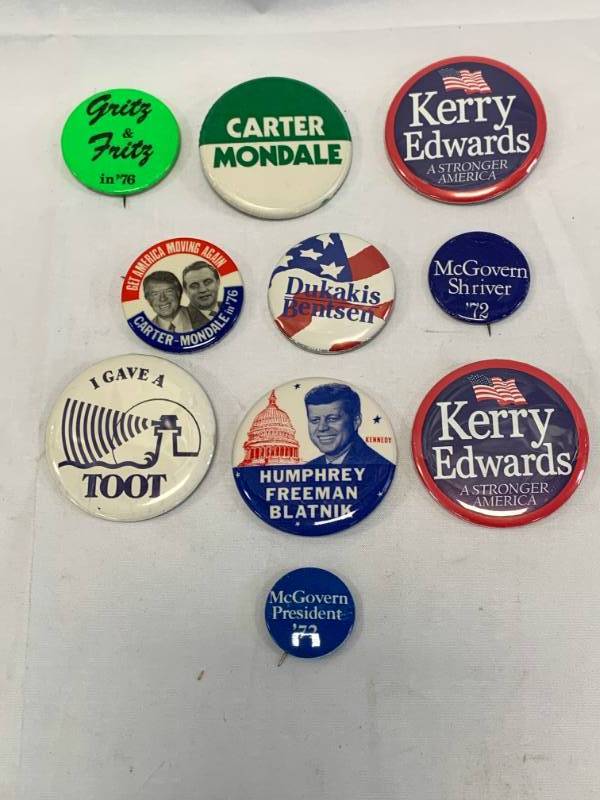 Gritz
&
Fritz
in '76
CARTER
MONDALE
Kerry
Edwards
A STRONGER
AMERICA
GET AMERICA MOVING AGAIN
CARTER-MONDALE in '76
Dukakis
Bentsen
McGovern
Shriver
'72
I GAVE A
TOOT
KENNEDY
HUMPHREY
FREEMAN
BLATNIK
Kerry
Edwards
A STRONGER
AMERICA
McGovern
President
'72